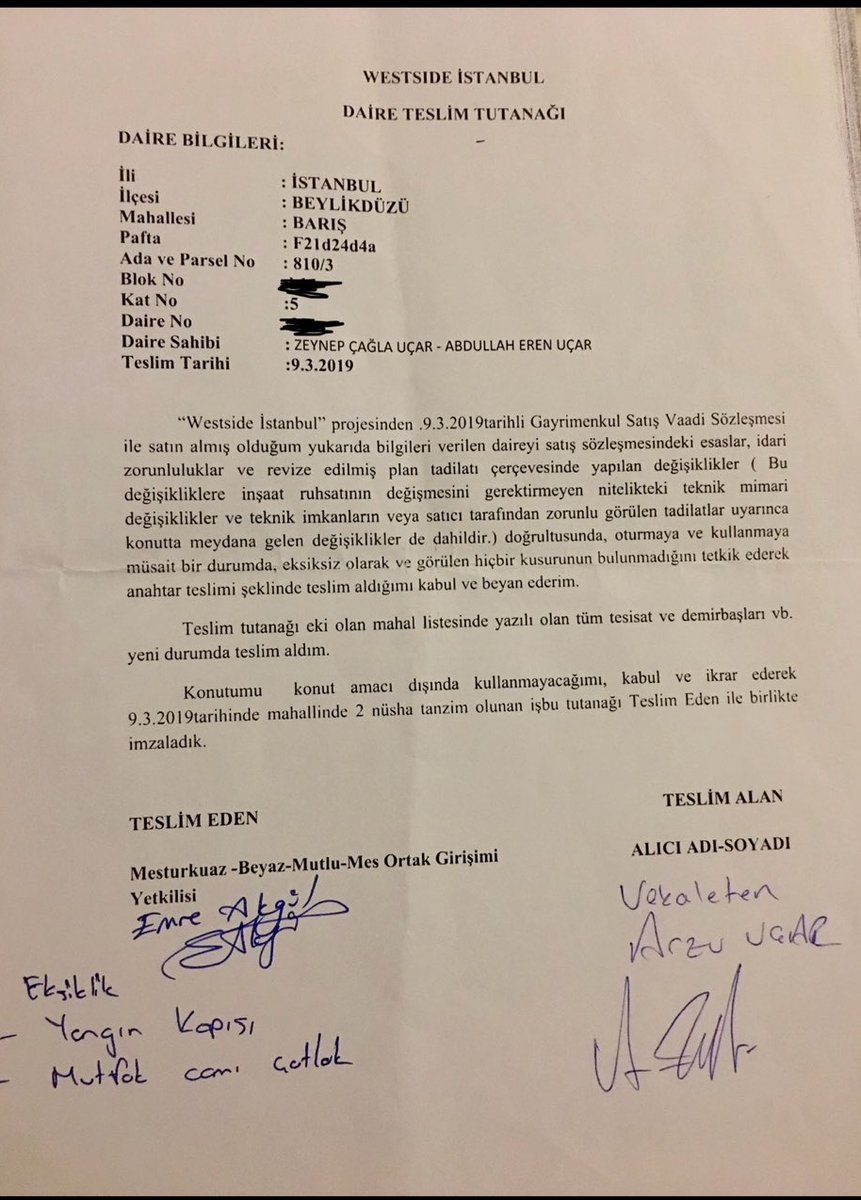 WESTSIDE İSTANBUL
DAİRE TESLİM TUTANAĞI
DAİRE BİLGİLERİ:
İli : İSTANBUL
İlçesi : BEYLİKDÜZÜ
Mahallesi : BARIŞ
Pafta : F21d24d4a
Ada ve Parsel No : 810/3
Blok No
Kat No :5
Daire No
Daire Sahibi : ZEYNEP ÇAĞLA UÇAR - ABDULLAH EREN UÇAR
Teslim Tarihi :9.3.2019
“Westside İstanbul” projesinden .9.3.2019tarihli Gayrimenkul Satış Vaadi Sözleşmesi
ile satın almış olduğum yukarıda bilgileri verilen daireyi satış sözleşmesindeki esaslar, idari
zorunluluklar ve revize edilmiş plan tadilatı çerçevesinde yapılan değişiklikler ( Bu
değişikliklere inşaat ruhsatının değişmesini gerektirmeyen nitelikteki teknik mimari
değişiklikler ve teknik imkanların veya satıcı tarafından zorunlu görülen tadilatlar uyarınca
konutta meydana gelen değişiklikler de dahildir.) doğrultusunda, oturmaya ve kullanmaya
müsait bir durumda, eksiksiz olarak ve görülen hiçbir kusurunun bulunmadığını tetkik ederek
anahtar teslimi şeklinde teslim aldığımı kabul ve beyan ederim.
Teslim tutanağı eki olan mahal listesinde yazılı olan tüm tesisat ve demirbaşları vb.
yeni durumda teslim aldım.
Konutumu konut amacı dışında kullanmayacağımı, kabul ve ikrar ederek
9.3.2019tarihinde mahallinde 2 nüsha tanzim olunan işbu tutanağı Teslim Eden ile birlikte
imzaladık.
TESLİM EDEN
Mesturkuaz -Beyaz-Mutlu-Mes Ortak Girişimi
Yetkilisi
Emre Akgül
Eksiklik
- Yangın Kapısı
- Mutfak camı çatlak
TESLİM ALAN
ALICI ADI-SOYADI
Vekaleten
Arzu UÇAR